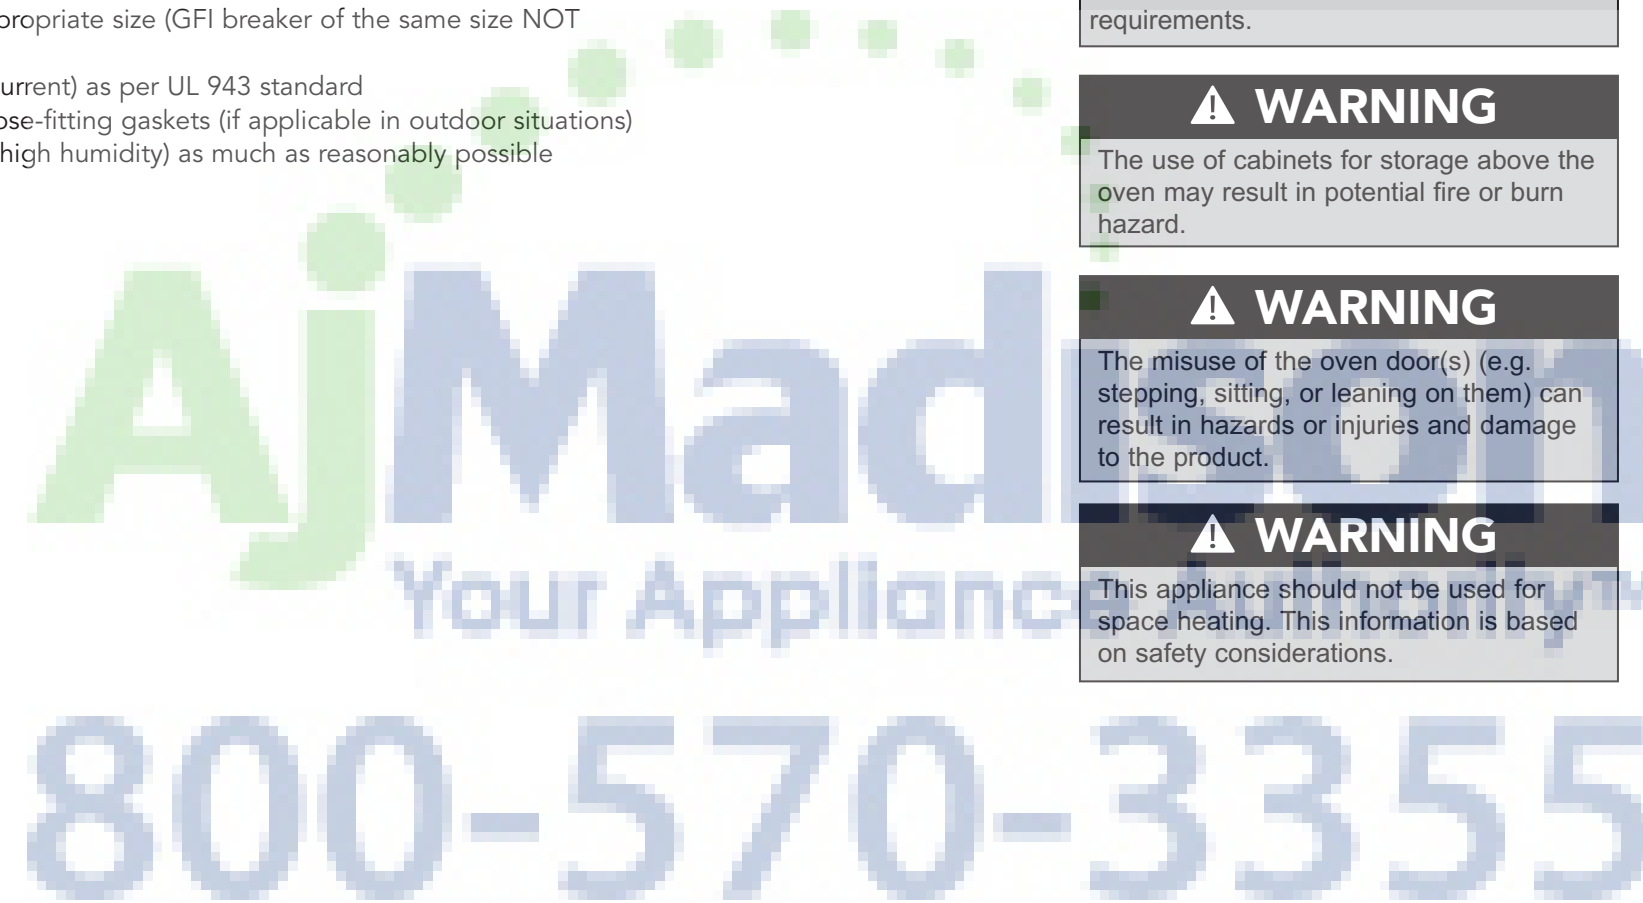 propriate size (GFI breaker of the same size NOT
urrent) as per UL 943 standard
ose-fitting gaskets (if applicable in outdoor situations)
high humidity) as much as reasonably possible
requirements.
WARNING
The use of cabinets for storage above the
oven may result in potential fire or burn
hazard.
WARNING
The misuse of the oven door(s) (e.g.
stepping, sitting, or leaning on them) can
result in hazards or injuries and damage
to the product.
WARNING
This appliance should not be used for
space heating. This information is based
on safety considerations.
AjMadison
Your Appliance Authority™
800-570-3355